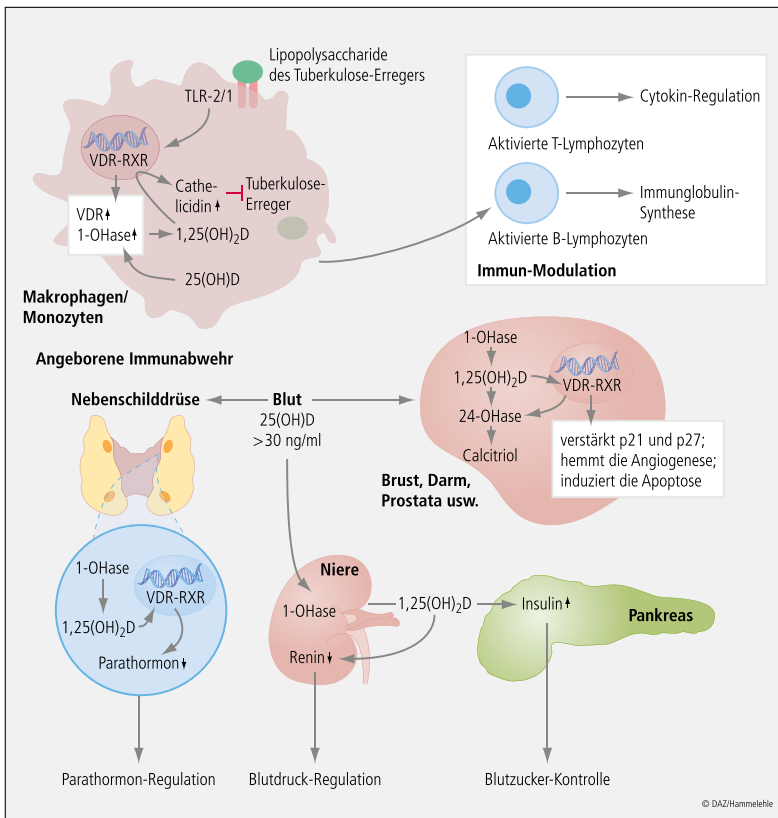 Lipopolysaccharide
des Tuberkulose-Erregers
TLR-2/1
VDR-RXR
Cathe-
licidin
Tuberkulose-
Erreger
VDR
1-OHase
1,25(OH)₂D
25(OH)D
Makrophagen/
Monozyten
Angeborene Immunabwehr
Cytokin-Regulation
Aktivierte T-Lymphozyten
Immunglobulin-
Synthese
Aktivierte B-Lymphozyten
Immun-Modulation
Nebenschilddrüse
Blut
25(OH)D
>30 ng/ml
1-OHase
1,25(OH)₂D
VDR-RXR
24-OHase
Calcitriol
verstärkt p21 und p27;
hemmt die Angiogenese;
induziert die Apoptose
Brust, Darm,
Prostata usw.
1-OHase
VDR-RXR
1,25(OH)₂D
Parathormon
Niere
1-OHase
1,25(OH)₂D
Renin
Insulin
Pankreas
Parathormon-Regulation
Blutdruck-Regulation
Blutzucker-Kontrolle
© DAZ/Hammelehle